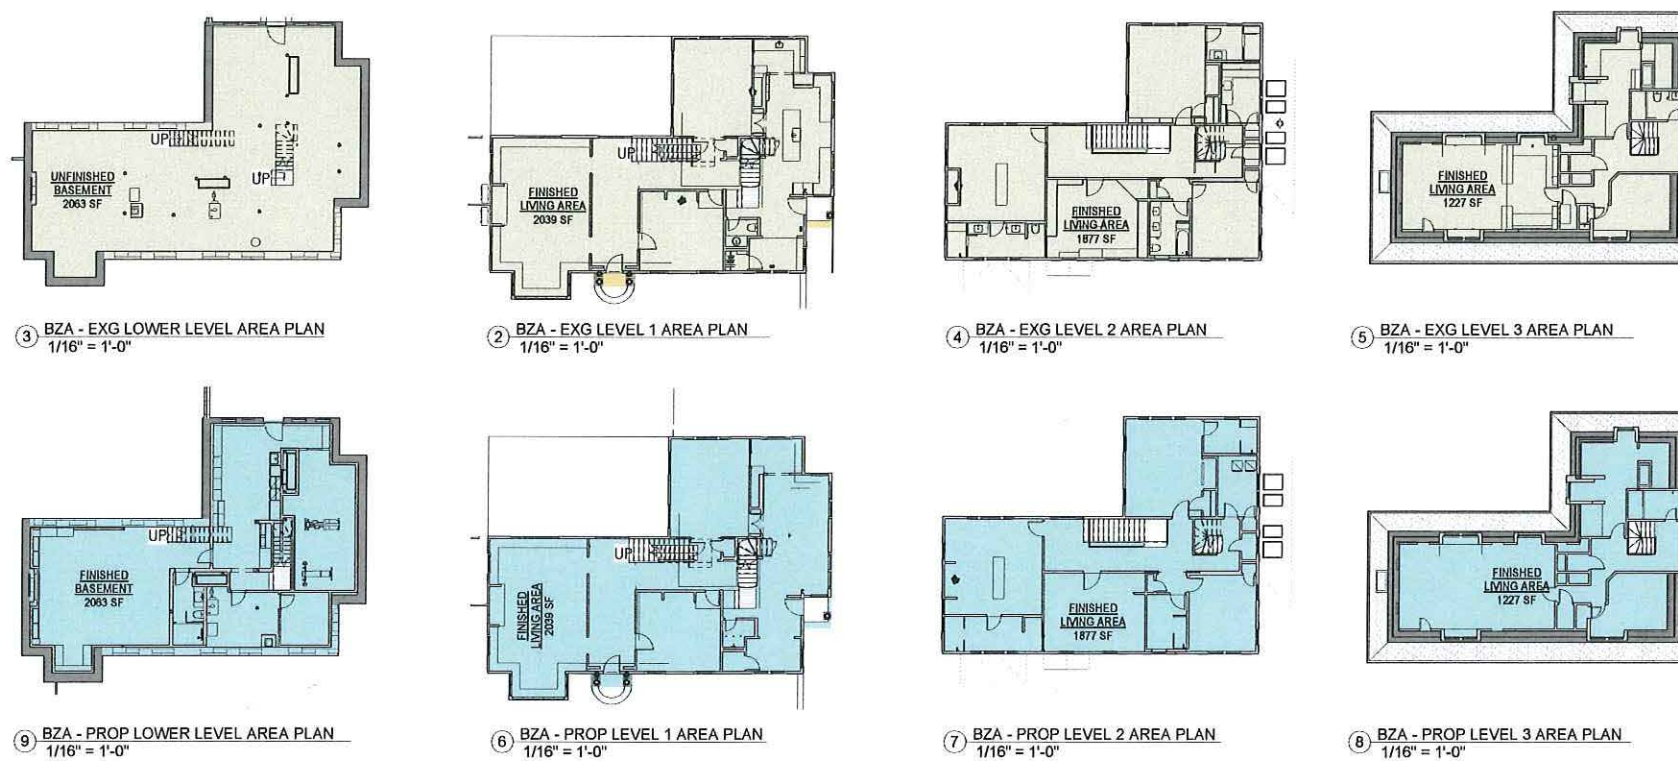 UP
UNFINISHED
BASEMENT
2063 SF
UP
3 BZA - EXG LOWER LEVEL AREA PLAN
1/16" = 1'-0"
UP
FINISHED
LIVING AREA
2039 SF
2 BZA - EXG LEVEL 1 AREA PLAN
1/16" = 1'-0"
FINISHED
LIVING AREA
1877 SF
4 BZA - EXG LEVEL 2 AREA PLAN
1/16" = 1'-0"
FINISHED
LIVING AREA
1227 SF
5 BZA - EXG LEVEL 3 AREA PLAN
1/16" = 1'-0"
UP
FINISHED
BASEMENT
2063 SF
9 BZA - PROP LOWER LEVEL AREA PLAN
1/16" = 1'-0"
UP
FINISHED
LIVING AREA
2039 SF
6 BZA - PROP LEVEL 1 AREA PLAN
1/16" = 1'-0"
FINISHED
LIVING AREA
1877 SF
7 BZA - PROP LEVEL 2 AREA PLAN
1/16" = 1'-0"
FINISHED
LIVING AREA
1227 SF
8 BZA - PROP LEVEL 3 AREA PLAN
1/16" = 1'-0"